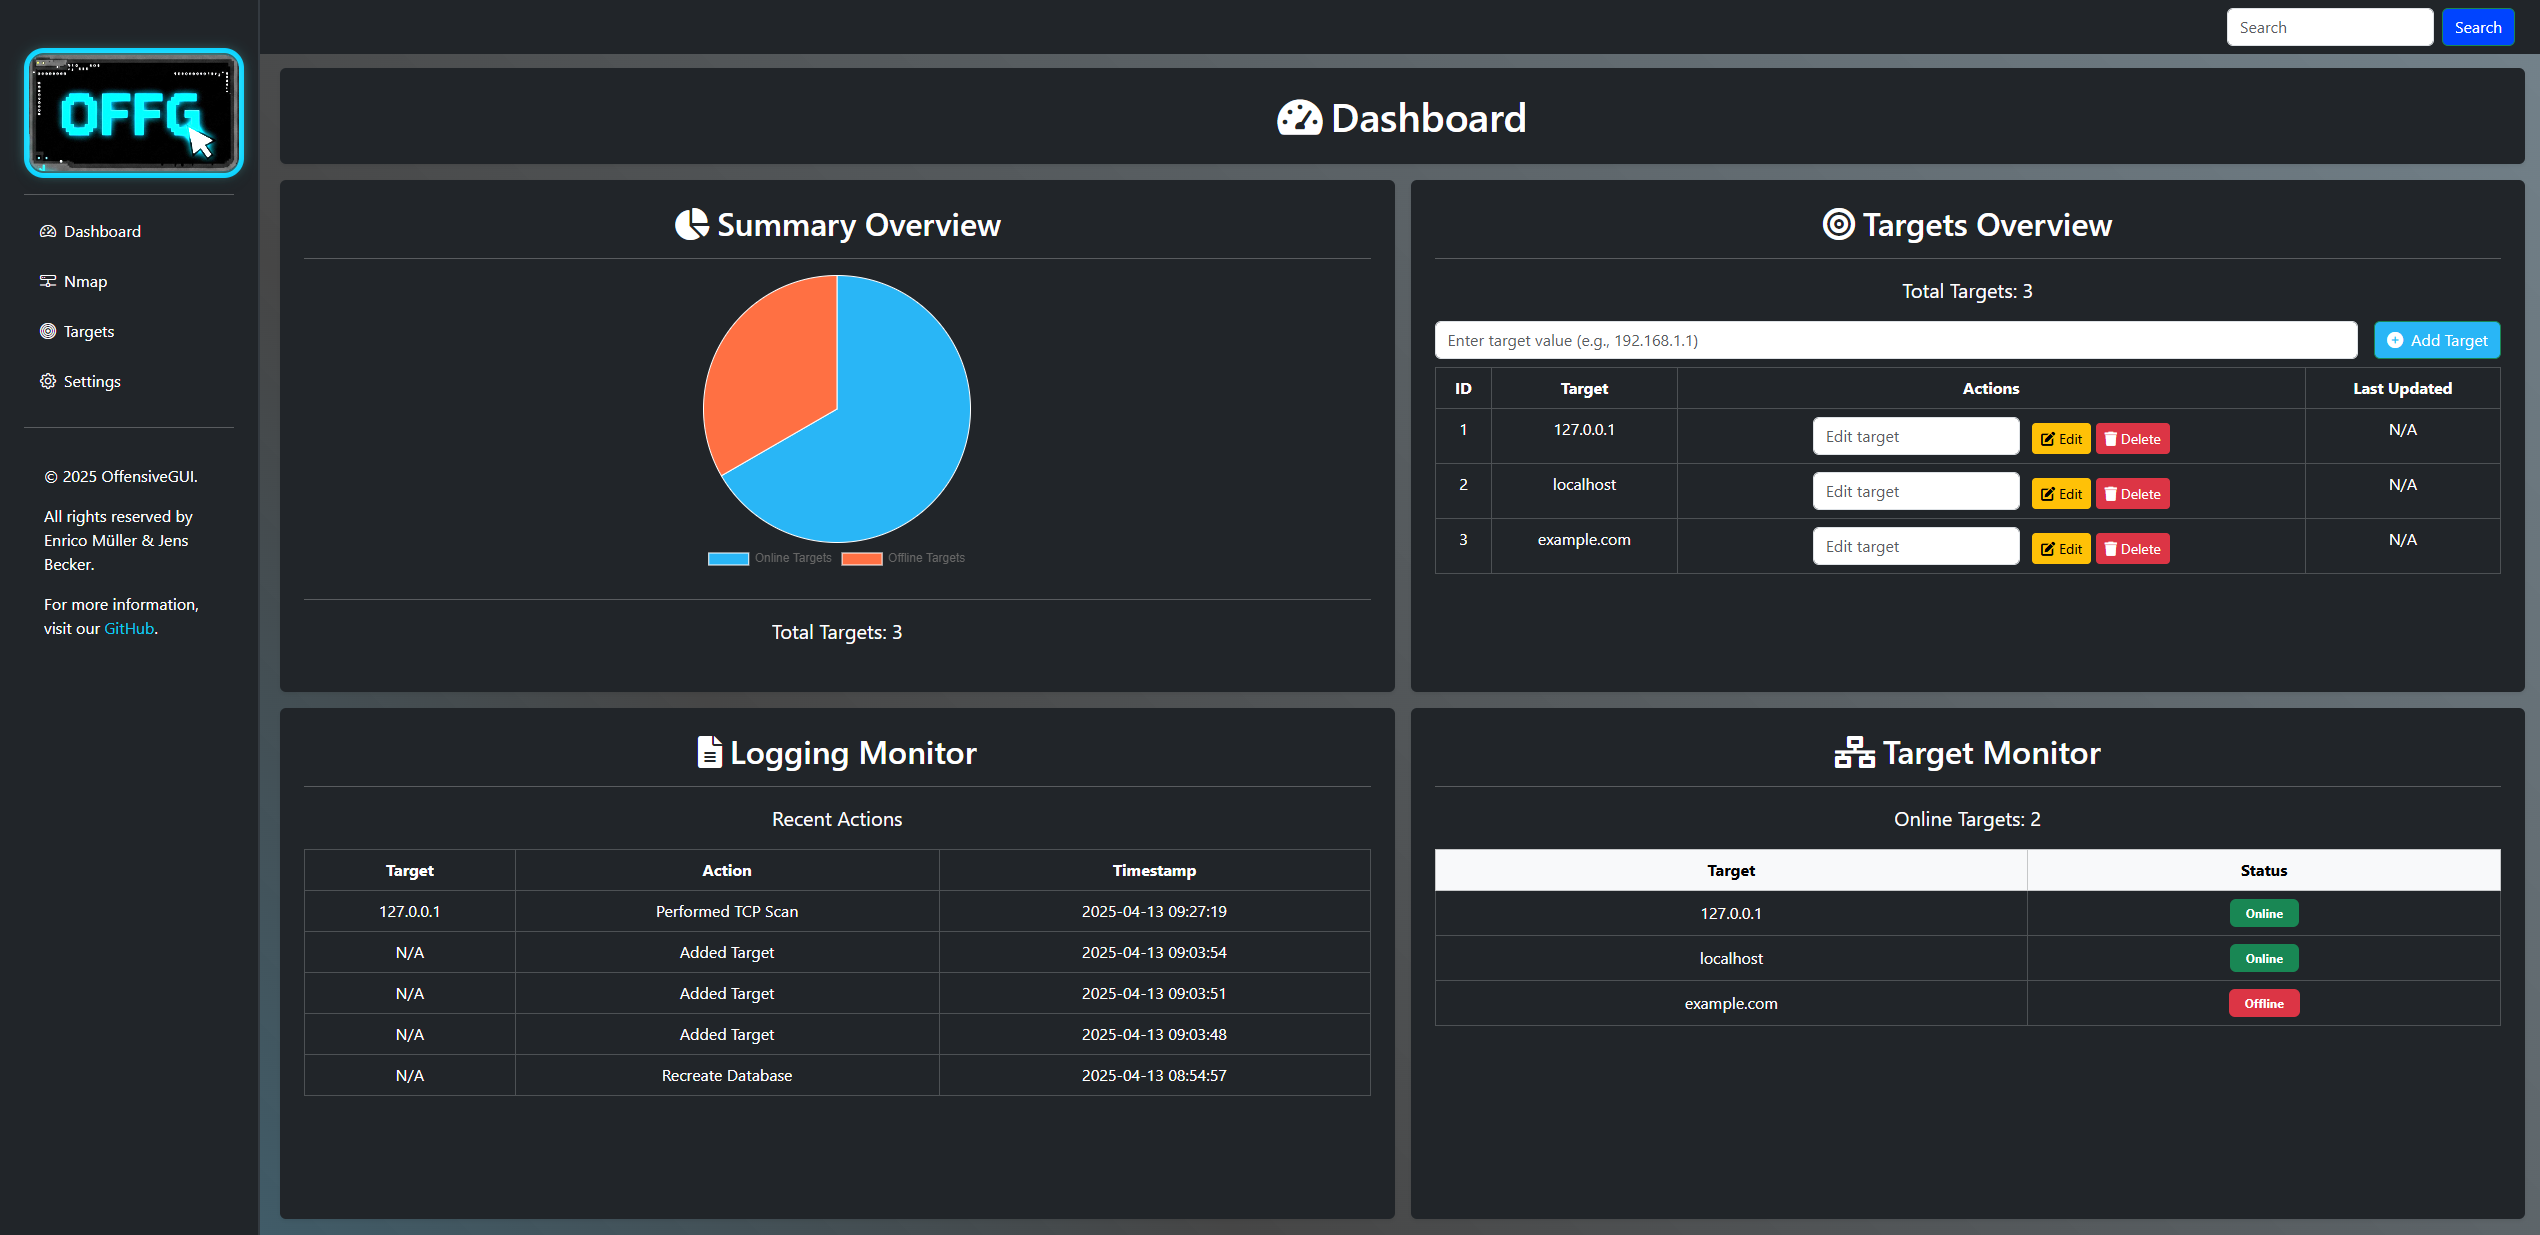 Search Search
OFFG
Dashboard
Nmap
Targets
Settings
© 2025 OffensiveGUI.
All rights reserved by
Enrico Müller & Jens
Becker.
For more information,
visit our GitHub.
Dashboard
Summary Overview
Online Targets Offline Targets
Total Targets: 3
Targets Overview
Total Targets: 3
Enter target value (e.g., 192.168.1.1) Add Target
ID Target Actions Last Updated
1 127.0.0.1 Edit target Edit Delete N/A
2 localhost Edit target Edit Delete N/A
3 example.com Edit target Edit Delete N/A
Logging Monitor
Recent Actions
Target Action Timestamp
127.0.0.1 Performed TCP Scan 2025-04-13 09:27:19
N/A Added Target 2025-04-13 09:03:54
N/A Added Target 2025-04-13 09:03:51
N/A Added Target 2025-04-13 09:03:48
N/A Recreate Database 2025-04-13 08:54:57
Target Monitor
Online Targets: 2
Target Status
127.0.0.1 Online
localhost Online
example.com Offline